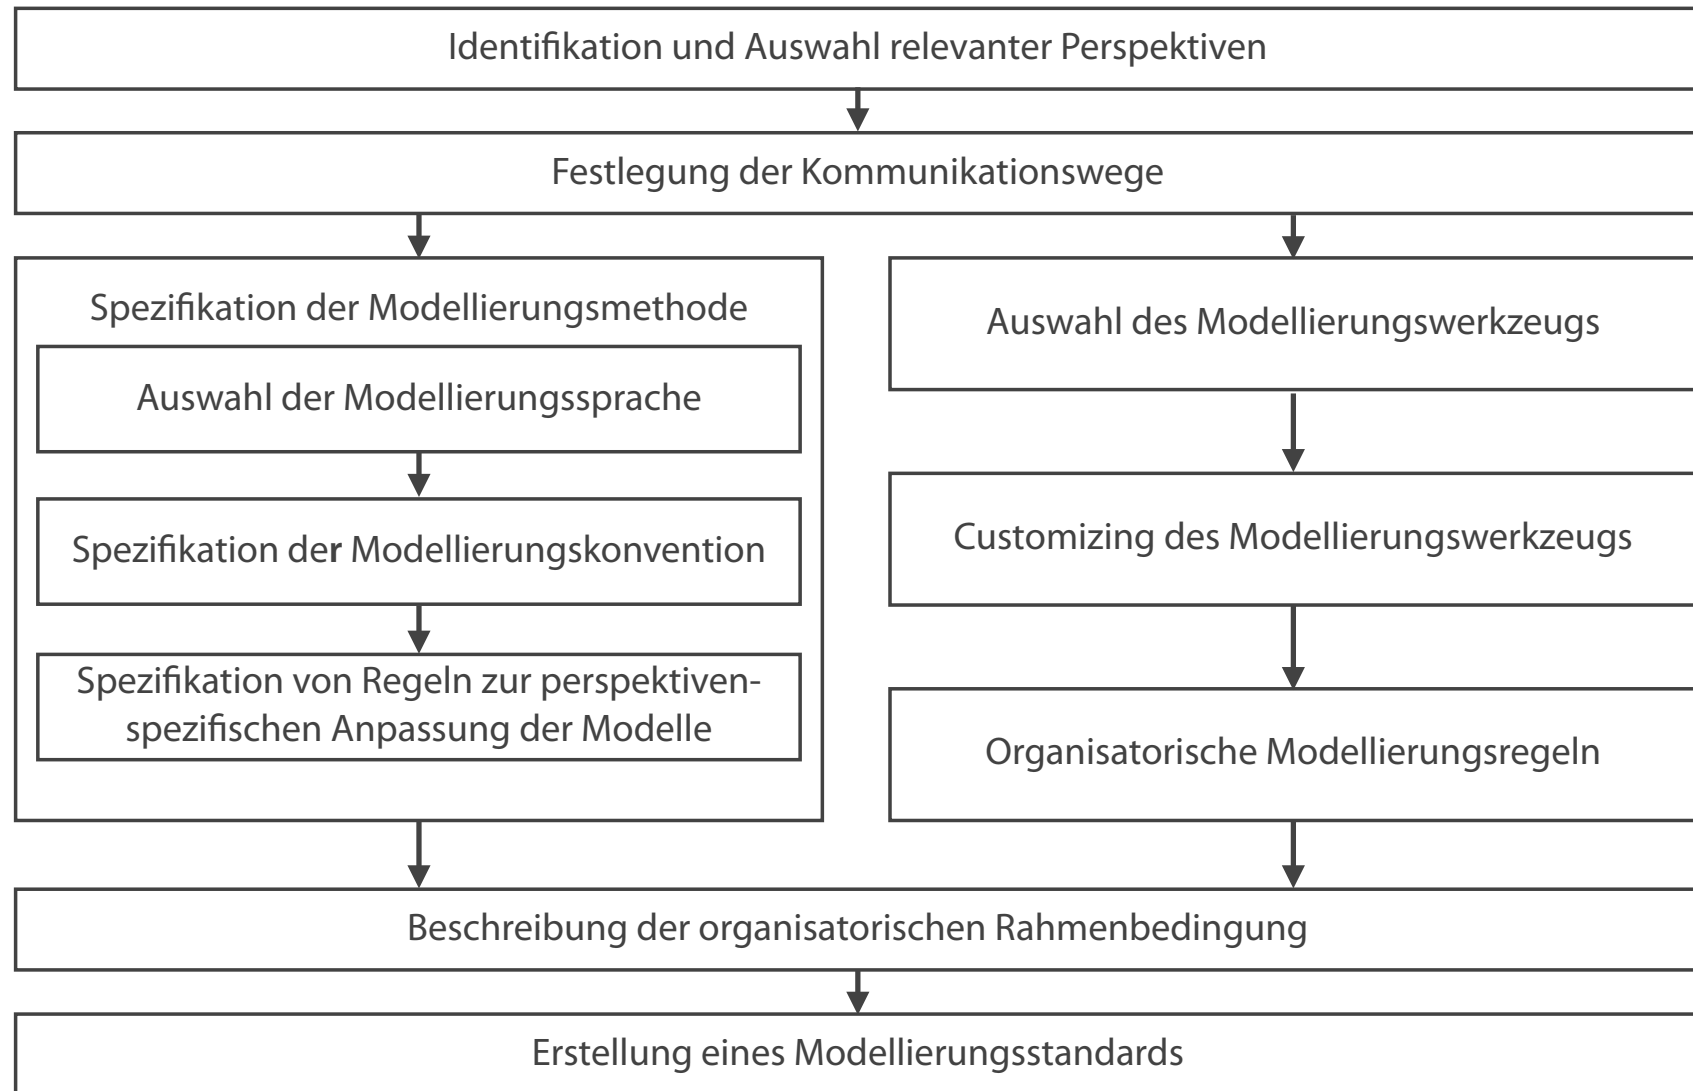 Identifikation und Auswahl relevanter Perspektiven
Festlegung der Kommunikationswege
Spezifikation der Modellierungsmethode
Auswahl der Modellierungssprache
Spezifikation der Modellierungskonvention
Spezifikation von Regeln zur perspektiven-
spezifischen Anpassung der Modelle
Auswahl des Modellierungswerkzeugs
Customizing des Modellierungswerkzeugs
Organisatorische Modellierungsregeln
Beschreibung der organisatorischen Rahmenbedingung
Erstellung eines Modellierungsstandards